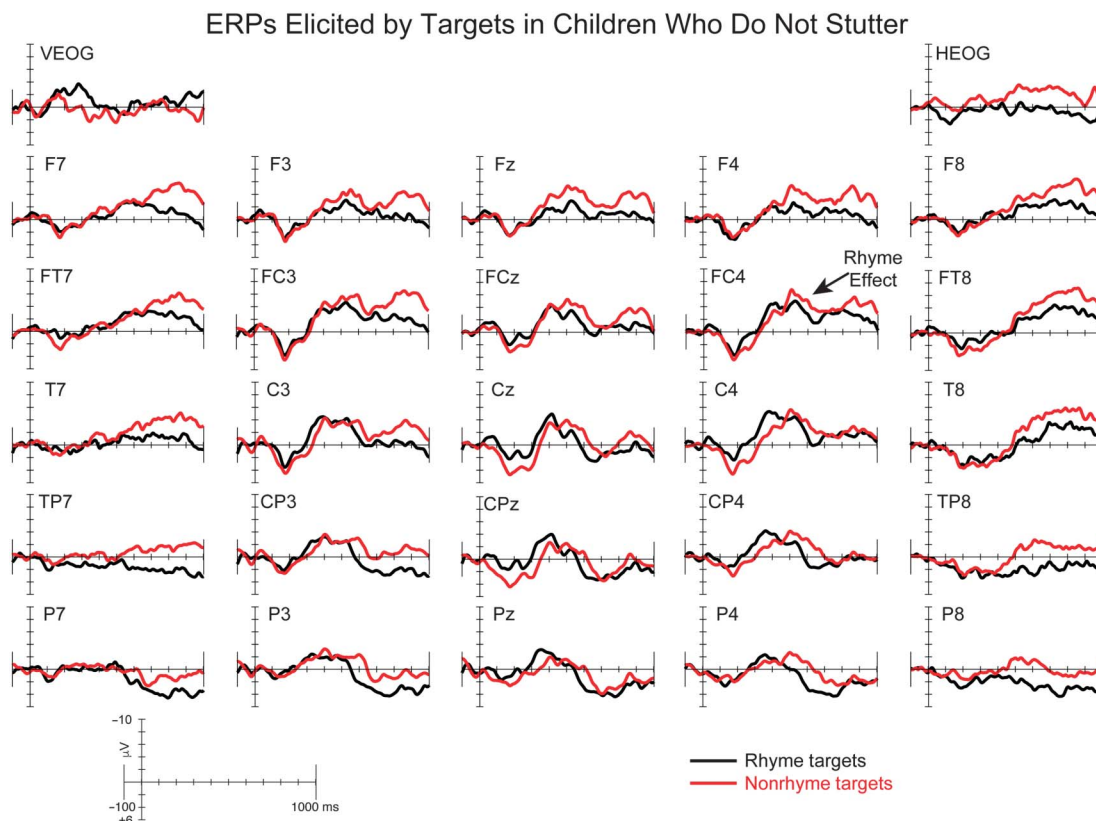 ERPs Elicited by Targets in Children Who Do Not Stutter
VEOG
HEOG
F7
F3
Fz
F4
F8
Rhyme
Effect
FT7
FC3
FCz
FC4
FT8
T7
C3
Cz
C4
T8
TP7
CP3
CPz
CP4
TP8
P7
P3
Pz
P4
P8
−10
µV
−100
1000 ms
+6
Rhyme targets
Nonrhyme targets